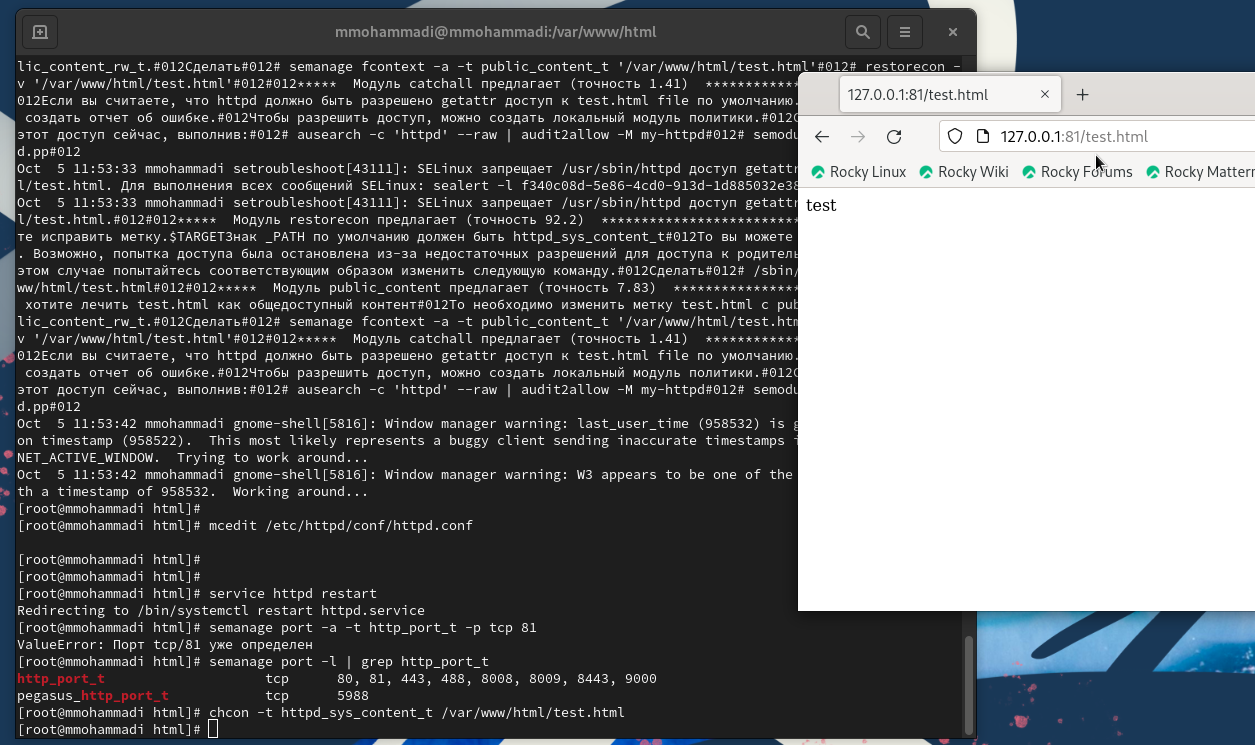 mmohammadi@mmohammadi:/var/www/html
lic_content_rw_t.#012Сделать#012# semanage fcontext -a -t public_content_t '/var/www/html/test.html'#012# restorecon -
v '/var/www/html/test.html'#012#012***** Модуль catchall предлагает (точность 1.41) ******************
012Если вы считаете, что httpd должно быть разрешено getattr доступ к test.html file по умолчанию.
создать отчет об ошибке.#012Чтобы разрешить доступ, можно создать локальный модуль политики.#012
этот доступ сейчас, выполнив:#012# ausearch -c 'httpd' --raw | audit2allow -M my-httpd#012# semodu
d.pp#012
Oct  5 11:53:33 mmohammadi setroubleshoot[43111]: SELinux запрещает /usr/sbin/httpd доступ getattr
l/test.html. Для выполнения всех сообщений SELinux: sealert -l f340c08d-5e86-4cd0-913d-1d885032e38
Oct  5 11:53:33 mmohammadi setroubleshoot[43111]: SELinux запрещает /usr/sbin/httpd доступ getattr
l/test.html.#012#012***** Модуль restorecon предлагает (точность 92.2) *************************
те исправить метку.$TARGETЗнак _PATH по умолчанию должен быть httpd_sys_content_t#012То вы можете
. Возможно, попытка доступа была остановлена из-за недостаточных разрешений для доступа к родитель
этом случае попытайтесь соответствующим образом изменить следующую команду.#012Сделать#012# /sbin/
ww/html/test.html#012#012***** Модуль public_content предлагает (точность 7.83) ****************
хотите лечить test.html как общедоступный контент#012То необходимо изменить метку test.html с pub
lic_content_rw_t.#012Сделать#012# semanage fcontext -a -t public_content_t '/var/www/html/test.htm
v '/var/www/html/test.html'#012#012***** Модуль catchall предлагает (точность 1.41) ************
012Если вы считаете, что httpd должно быть разрешено getattr доступ к test.html file по умолчанию.
создать отчет об ошибке.#012Чтобы разрешить доступ, можно создать локальный модуль политики.#012
этот доступ сейчас, выполнив:#012# ausearch -c 'httpd' --raw | audit2allow -M my-httpd#012# semodu
d.pp#012
Oct  5 11:53:42 mmohammadi gnome-shell[5816]: Window manager warning: last_user_time (958532) is g
on timestamp (958522).  This most likely represents a buggy client sending inaccurate timestamps i
NET_ACTIVE_WINDOW.  Trying to work around...
Oct  5 11:53:42 mmohammadi gnome-shell[5816]: Window manager warning: W3 appears to be one of the
th a timestamp of 958532.  Working around...
[root@mmohammadi html]#
[root@mmohammadi html]# mcedit /etc/httpd/conf/httpd.conf
[root@mmohammadi html]#
[root@mmohammadi html]#
[root@mmohammadi html]# service httpd restart
Redirecting to /bin/systemctl restart httpd.service
[root@mmohammadi html]# semanage port -a -t http_port_t -p tcp 81
ValueError: Порт tcp/81 уже определен
[root@mmohammadi html]# semanage port -l | grep http_port_t
http_port_t                    tcp      80, 81, 443, 488, 8008, 8009, 8443, 9000
pegasus_http_port_t            tcp      5988
[root@mmohammadi html]# chcon -t httpd_sys_content_t /var/www/html/test.html
[root@mmohammadi html]#
127.0.0.1:81/test.html
127.0.0.1:81/test.html
Rocky Linux Rocky Wiki Rocky Forums Rocky Mattern
test